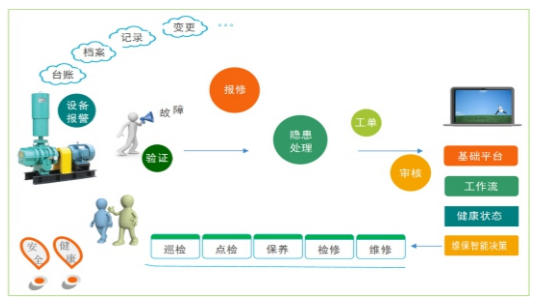 变更
记录
档案
台账
...
设备
报警
故障
报修
验证
隐患
处理
工单
审核
基础平台
工作流
健康状态
维保智能决策
安全
健康
巡检
点检
保养
检修
维修